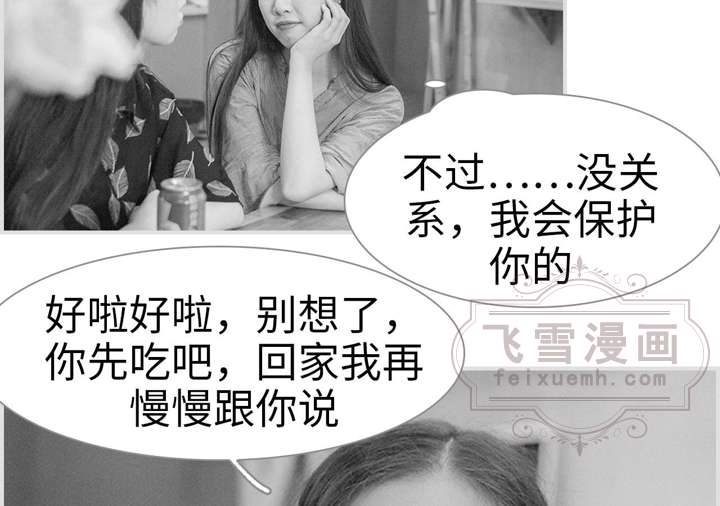 不过……没关
系，我会保护
你的
好啦好啦，别想了，
你先吃吧，回家我再
慢慢跟你说
飞雪漫画
feixuemh.com